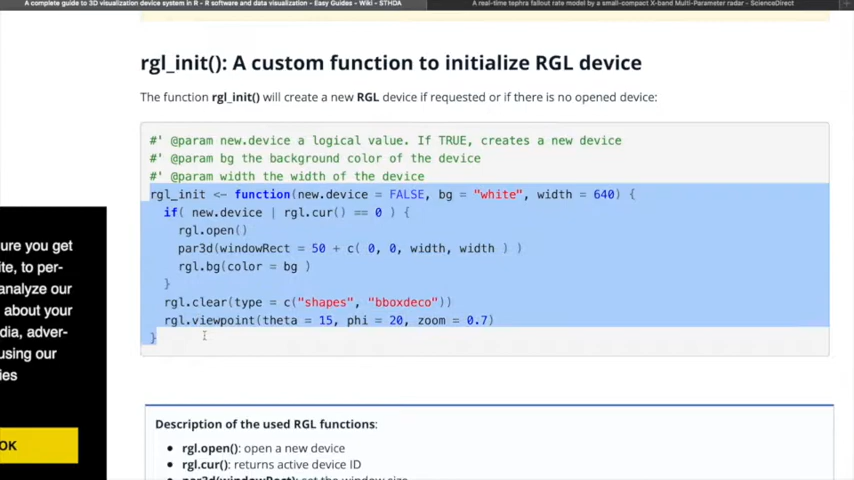 A complete guide to 3D visualization device system in R - R software and data visualization - Easy Guides - Wiki - STHDA
A real-time tephra fallout rate model by a small-compact X-band Multi-Parameter radar - ScienceDirect
rgl_init(): A custom function to initialize RGL device
The function rgl_init() will create a new RGL device if requested or if there is no opened device:
#' @param new.device a logical value. If TRUE, creates a new device
#' @param bg the background color of the device
#' @param width the width of the device
rgl_init <- function(new.device = FALSE, bg = "white", width = 640) {
if( new.device | rgl.cur() == 0 ) {
rgl.open()
par3d(windowRect = 50 + c( 0, 0, width, width ) )
rgl.bg(color = bg )
}
rgl.clear(type = c("shapes", "bboxdeco"))
rgl.viewpoint(theta = 15, phi = 20, zoom = 0.7)
}
ure you get
ite, to per-
analyze our
about your
dia, adver-
using our
ies
OK
Description of the used RGL functions:
• rgl.open(): open a new device
• rgl.cur(): returns active device ID
• par3d(windowRect): set the window size